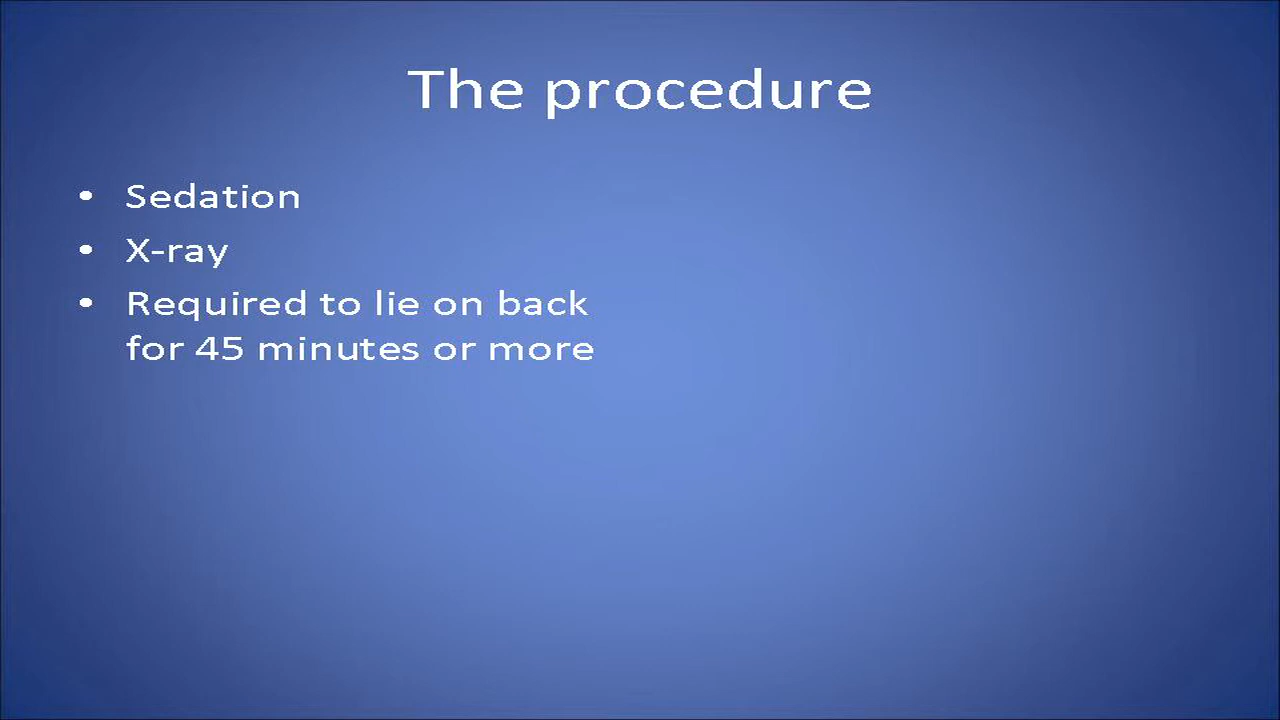 The procedure
• Sedation
• X-ray
• Required to lie on back
for 45 minutes or more